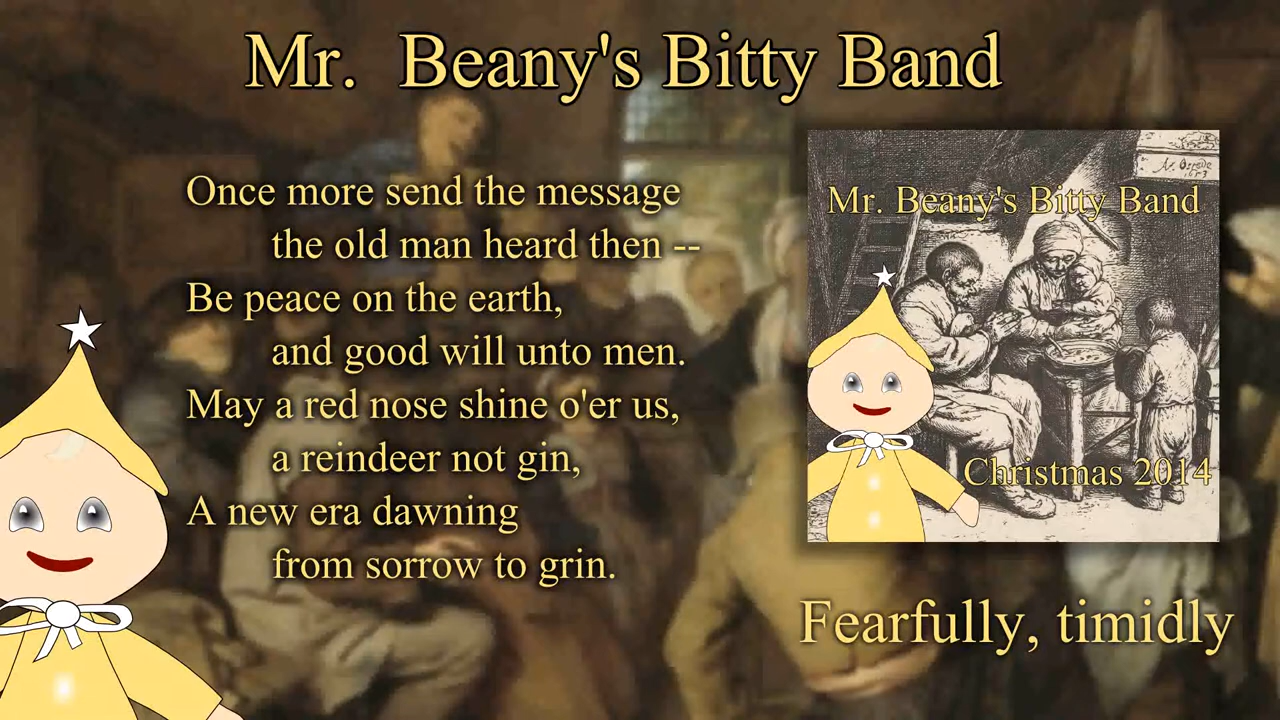 Mr. Beany's Bitty Band
Once more send the message
the old man heard then --
Be peace on the earth,
and good will unto men.
May a red nose shine o'er us,
a reindeer not gin,
A new era dawning
from sorrow to grin.
Mr. Beany's Bitty Band
Christmas 2014
Fearfully, timidly